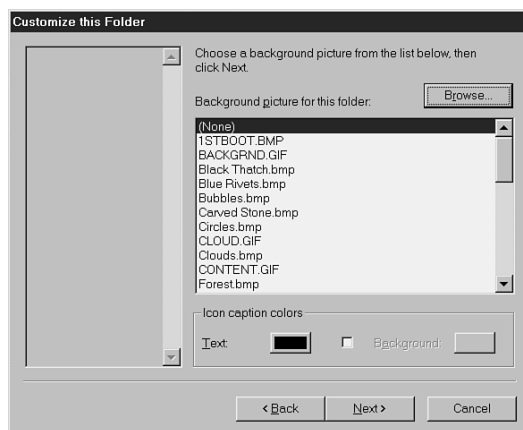 Customize this Folder
Choose a background picture from the list below, then
click Next.
Background picture for this folder:
Browse...
(None)
1STBOOT.BMP
BACKGRND.GIF
Black Thatch.bmp
Blue Rivets.bmp
Bubbles.bmp
Carved Stone.bmp
Circles.bmp
CLOUD.GIF
Clouds.bmp
CONTENT.GIF
Forest.bmp
Icon caption colors
Text:
Background:
< Back
Next >
Cancel